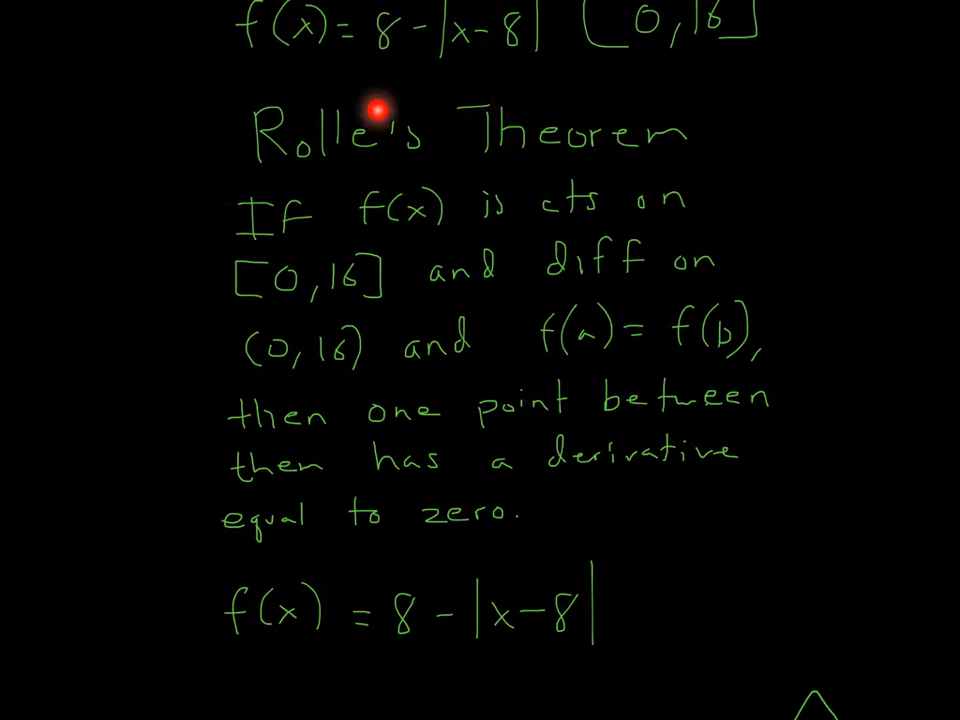 f(x) = 8 - |x - 8| [0, 16]
Rolle's Theorem
If f(x) is cts on
[0, 16] and diff on
(0, 16) and f(a) = f(b),
then one point between
then has a derivative
equal to zero.
f(x) = 8 - |x - 8|